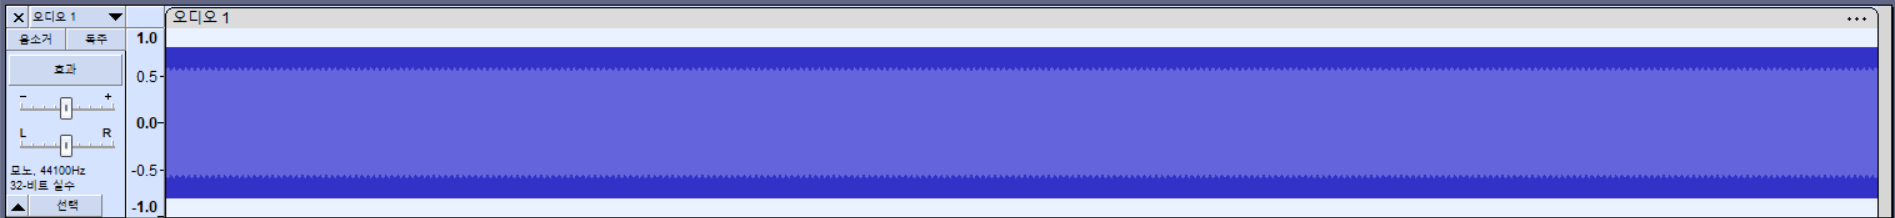 오디오 1
오디오 1
음소거 독주
1.0
효과
0.5
- +
0.0
L R
-0.5
모노, 44100Hz
32-비트 실수
선택
-1.0